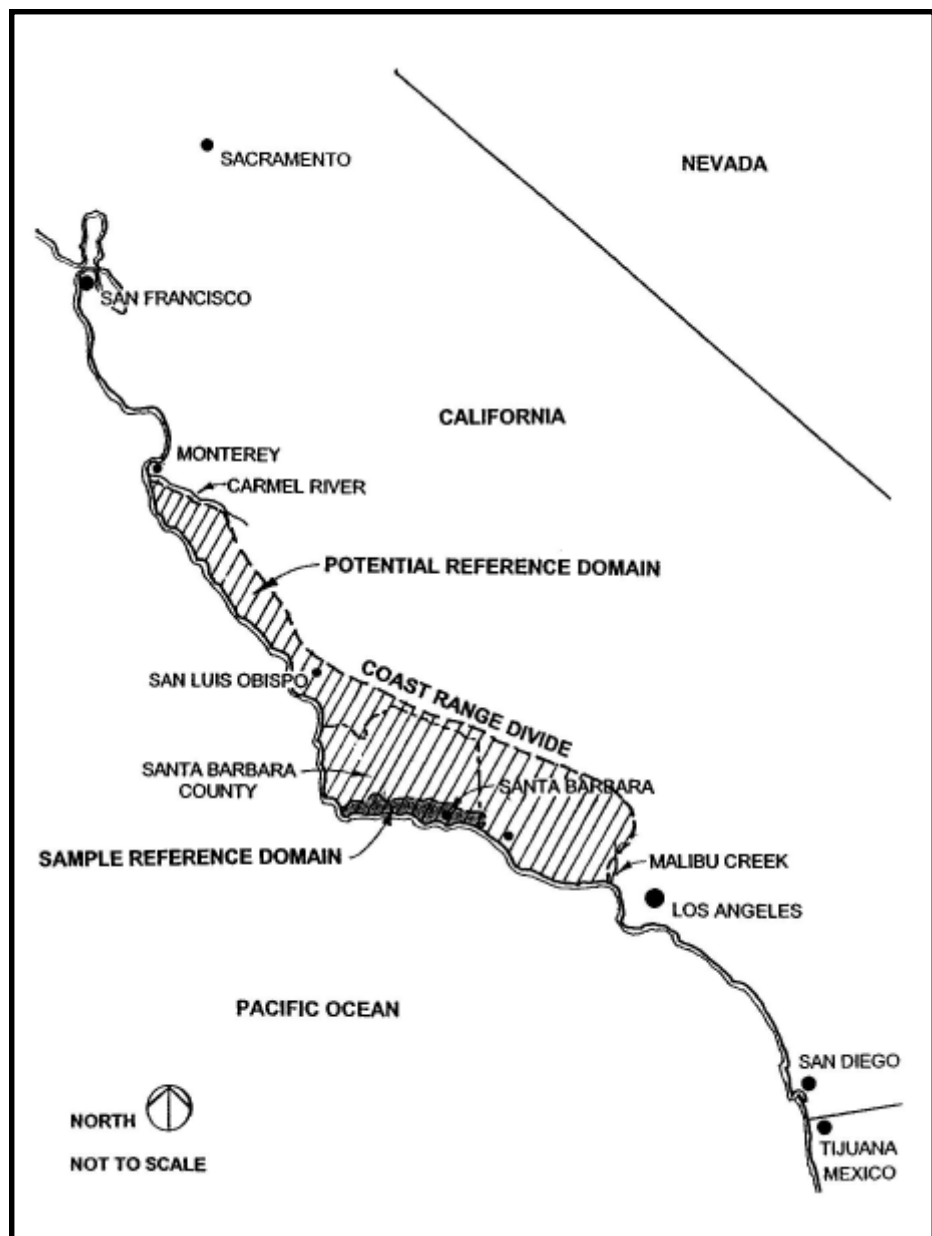 SACRAMENTO
NEVADA
SAN FRANCISCO
CALIFORNIA
MONTEREY
CARMEL RIVER
POTENTIAL REFERENCE DOMAIN
COAST RANGE DIVIDE
SAN LUIS OBISPO
SANTA BARBARA
COUNTY
SANTA BARBARA
SAMPLE REFERENCE DOMAIN
MALIBU CREEK
LOS ANGELES
PACIFIC OCEAN
SAN DIEGO
NORTH
TIJUANA
MEXICO
NOT TO SCALE